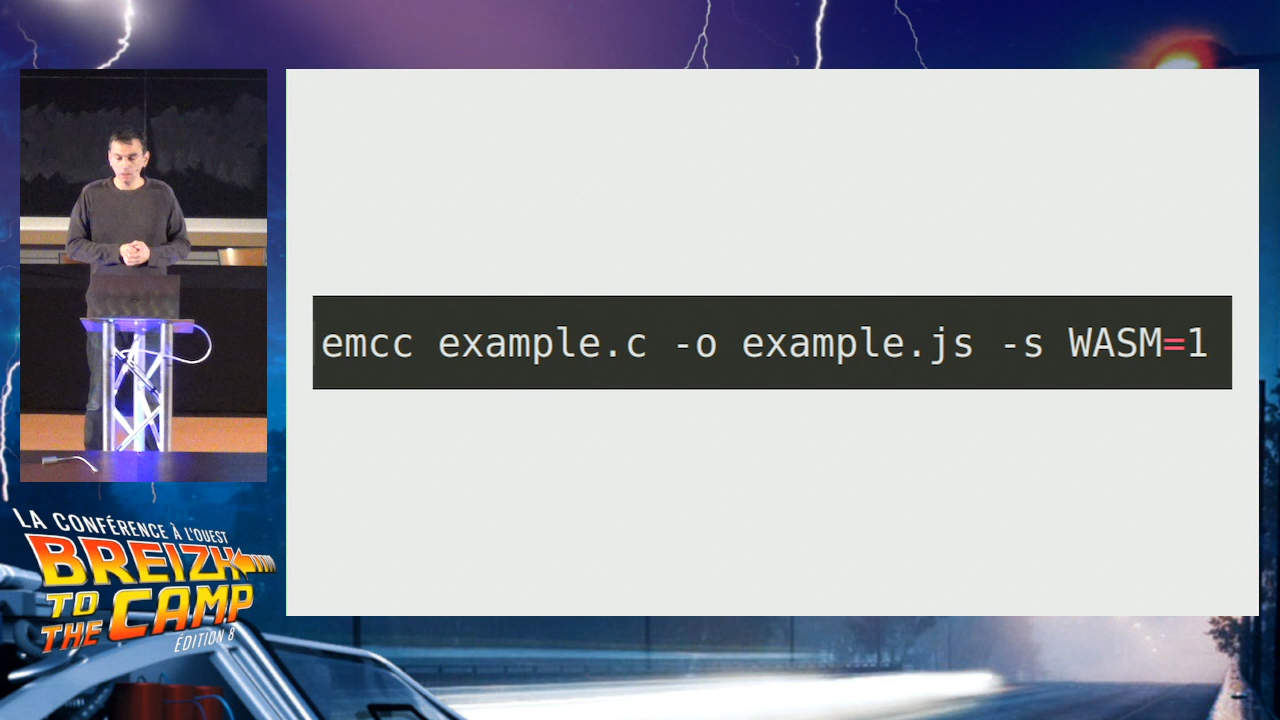 emcc example.c -o example.js -s WASM=1
LA CONFÉRENCE À L'OUEST
BREIZH
TO
THE CAMP
ÉDITION 8